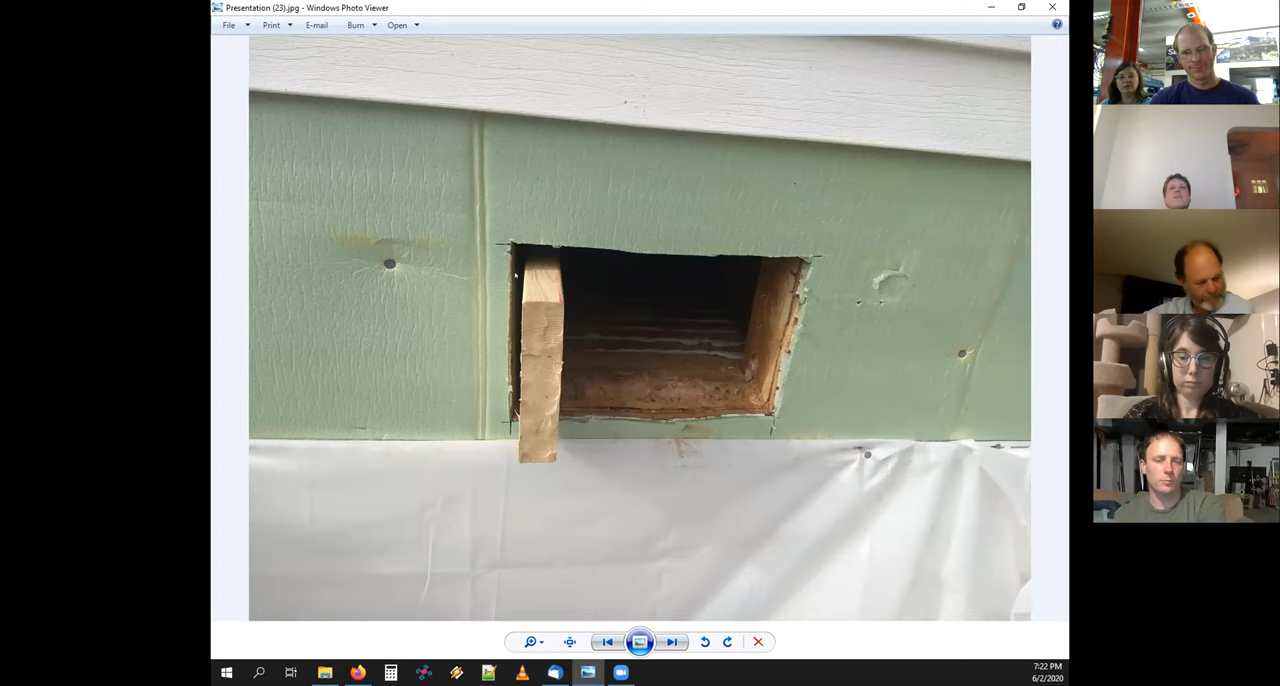 Presentation (23).jpg - Windows Photo Viewer
File Print E-mail Burn Open
7:22 PM
6/2/2020